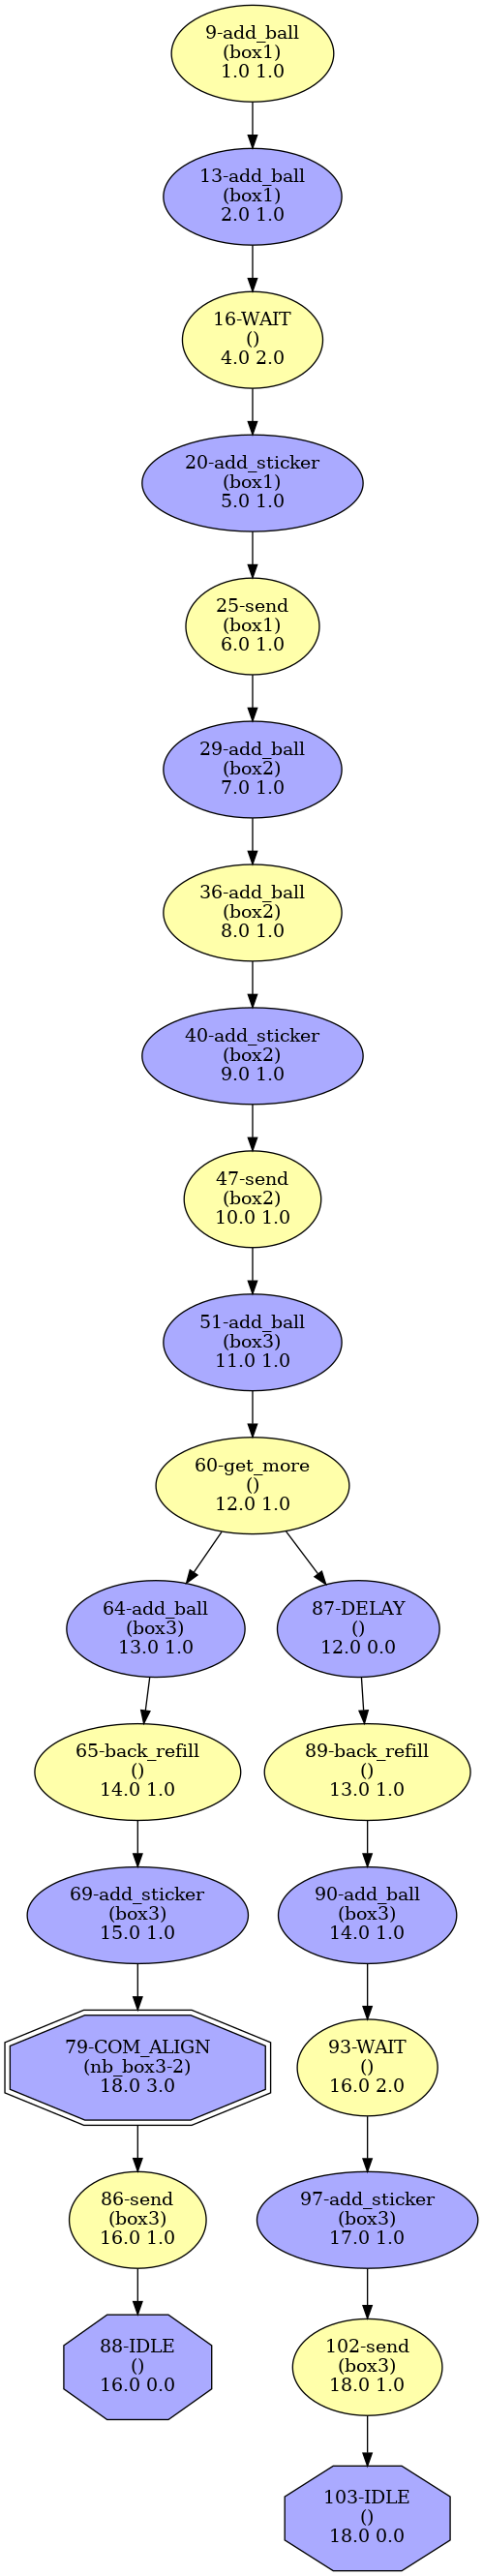 9-add_ball
(box1)
1.0 1.0
13-add_ball
(box1)
2.0 1.0
16-WAIT
()
4.0 2.0
20-add_sticker
(box1)
5.0 1.0
25-send
(box1)
6.0 1.0
29-add_ball
(box2)
7.0 1.0
36-add_ball
(box2)
8.0 1.0
40-add_sticker
(box2)
9.0 1.0
47-send
(box2)
10.0 1.0
51-add_ball
(box3)
11.0 1.0
60-get_more
()
12.0 1.0
64-add_ball
(box3)
13.0 1.0
87-DELAY
()
12.0 0.0
65-back_refill
()
14.0 1.0
89-back_refill
()
13.0 1.0
69-add_sticker
(box3)
15.0 1.0
90-add_ball
(box3)
14.0 1.0
79-COM_ALIGN
(nb_box3-2)
18.0 3.0
93-WAIT
()
16.0 2.0
86-send
(box3)
16.0 1.0
97-add_sticker
(box3)
17.0 1.0
88-IDLE
()
16.0 0.0
102-send
(box3)
18.0 1.0
103-IDLE
()
18.0 0.0